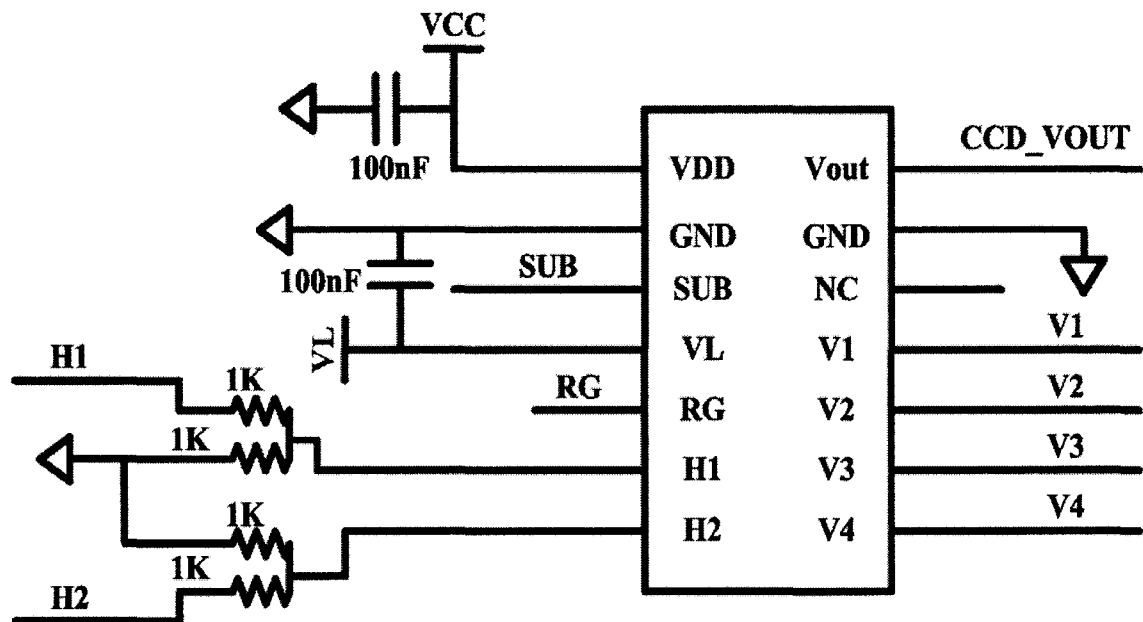 VCC
100nF
CCD_VOUT
VDD Vout
GND GND
100nF
SUB
SUB NC
VL
VL V1
V1
H1
1K
RG
RG V2
V2
1K
H1 V3
V3
1K
H2 V4
V4
1K
H2